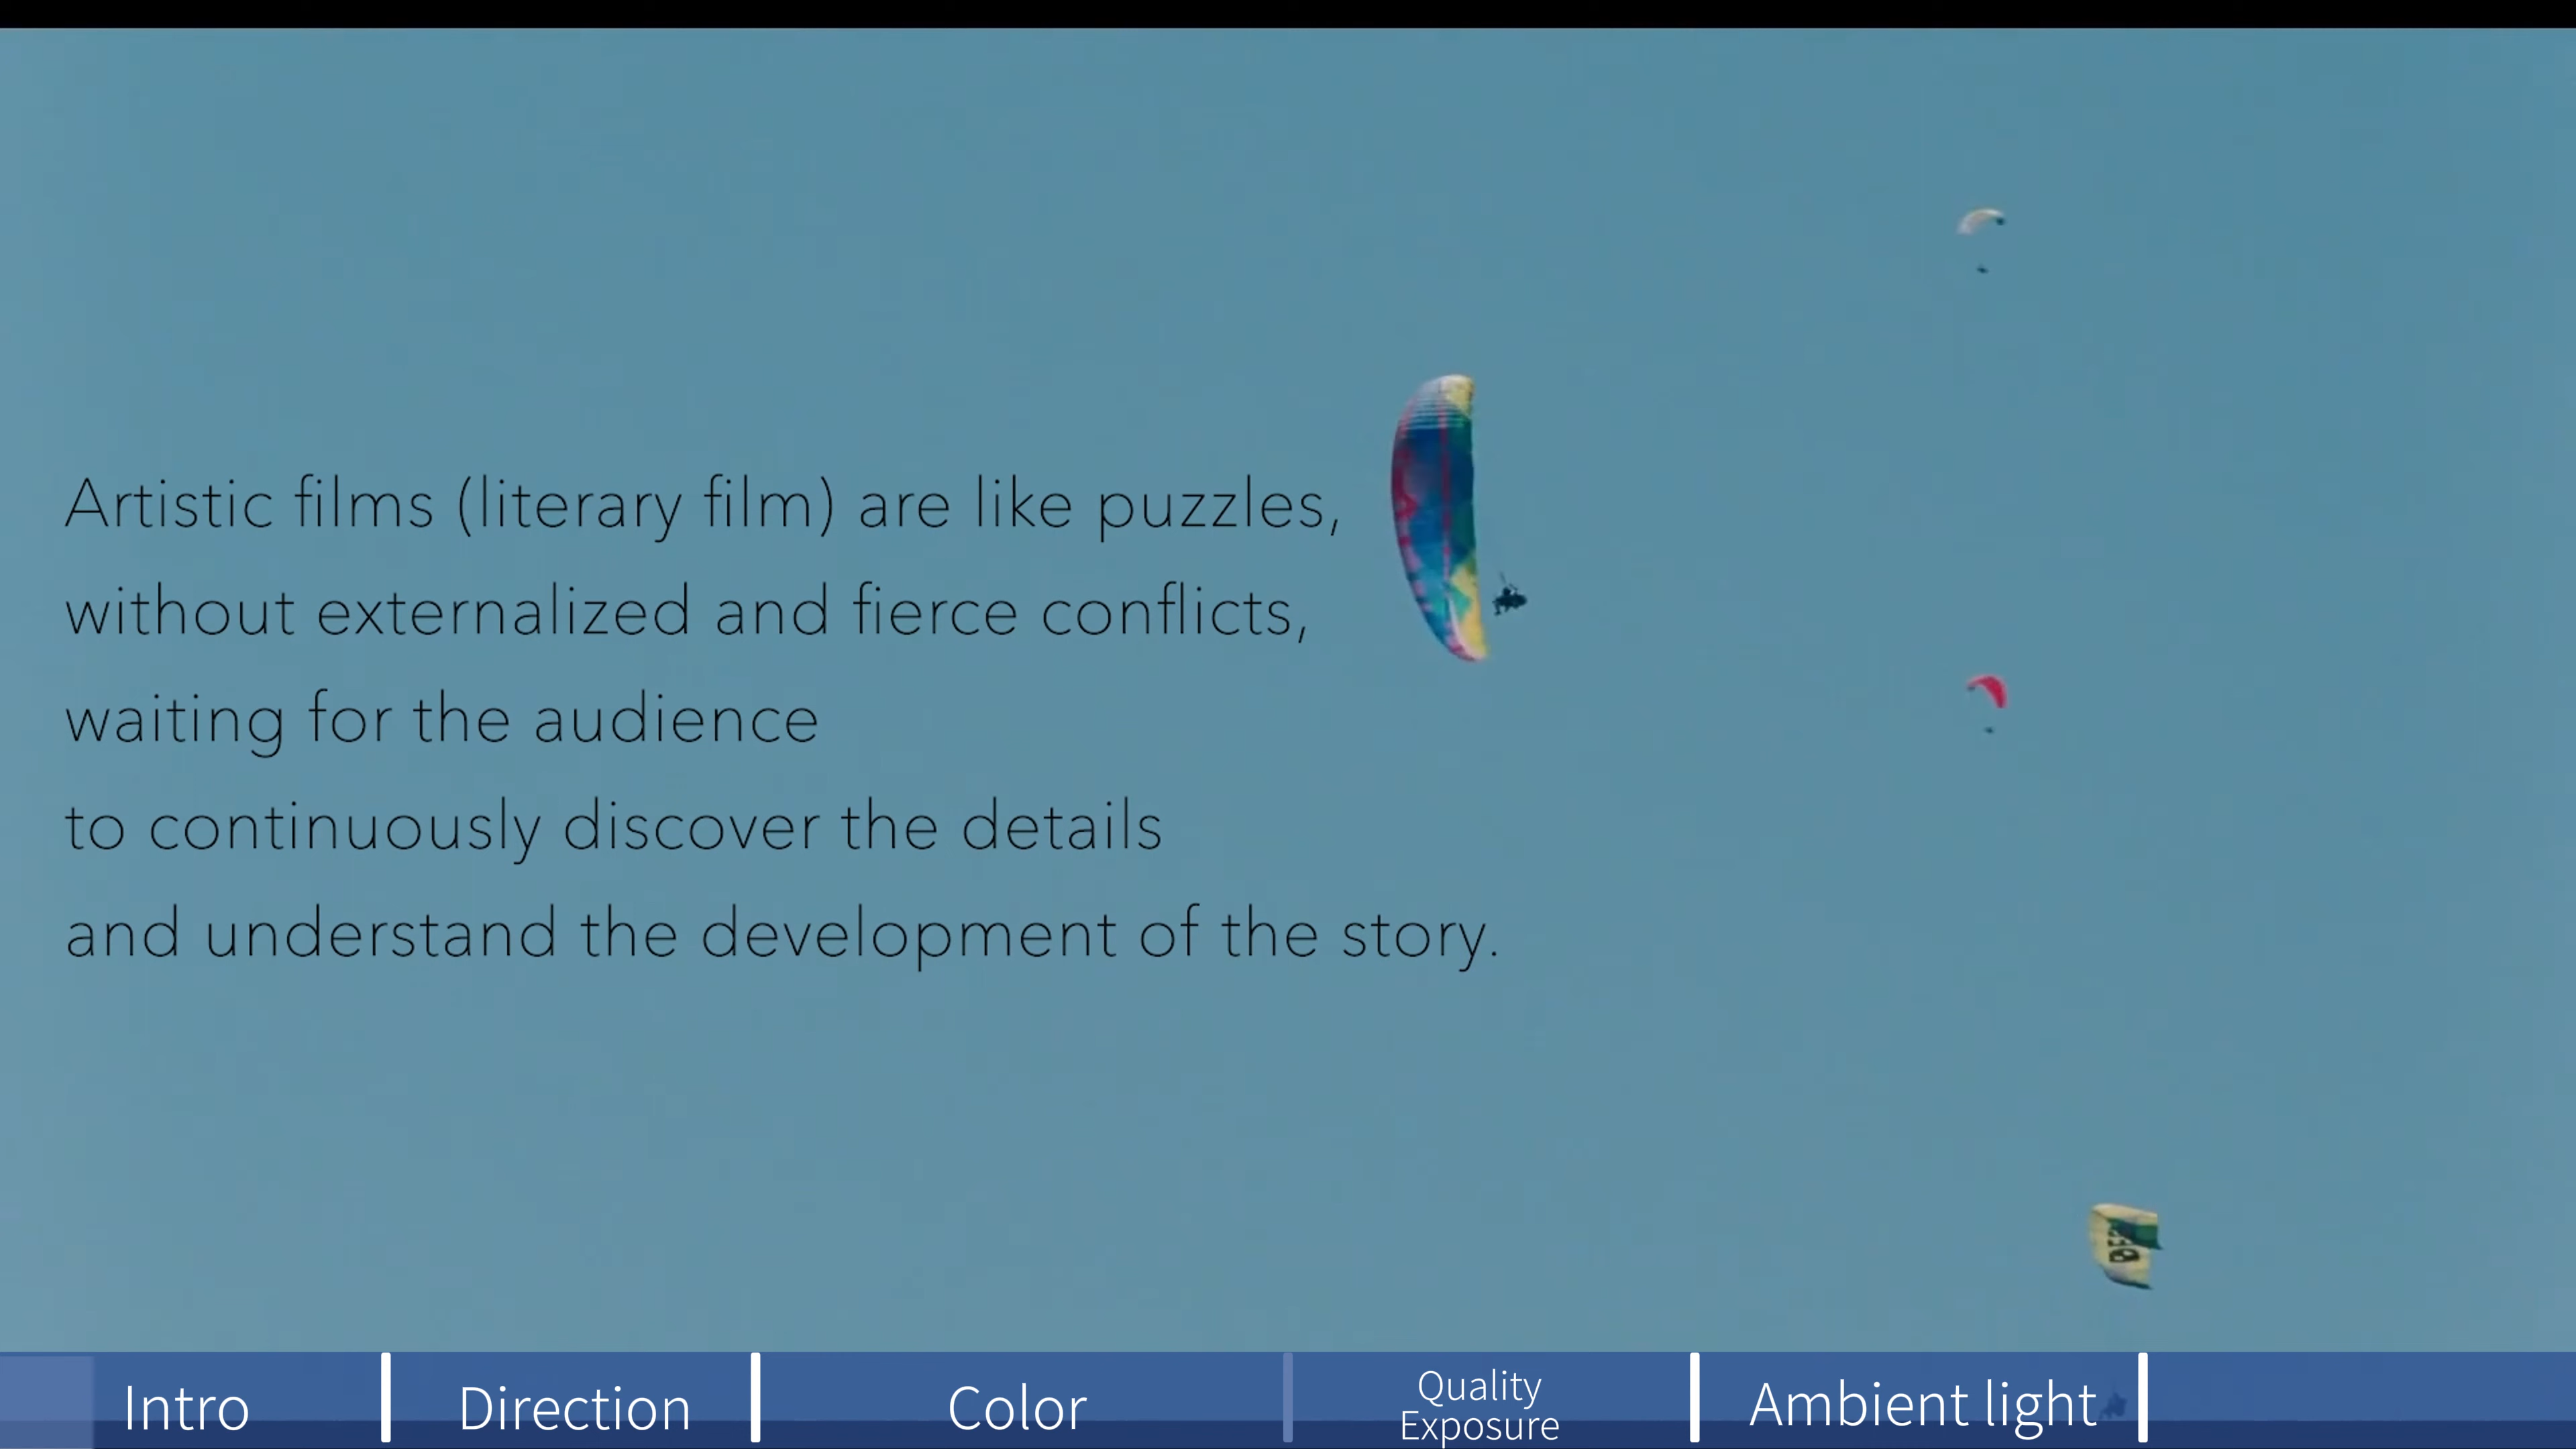 Artistic films (literary film) are like puzzles,
without externalized and fierce conflicts,
waiting for the audience
to continuously discover the details
and understand the development of the story.
Intro
Direction
Color
Quality
Exposure
Ambient light